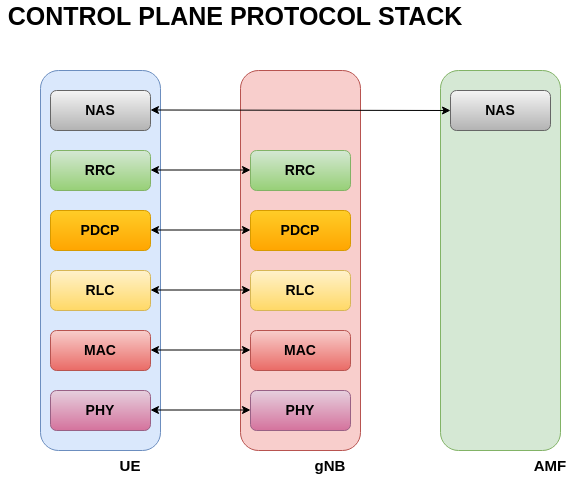 CONTROL PLANE PROTOCOL STACK
NAS NAS
RRC RRC
PDCP PDCP
RLC RLC
MAC MAC
PHY PHY
UE gNB AMF